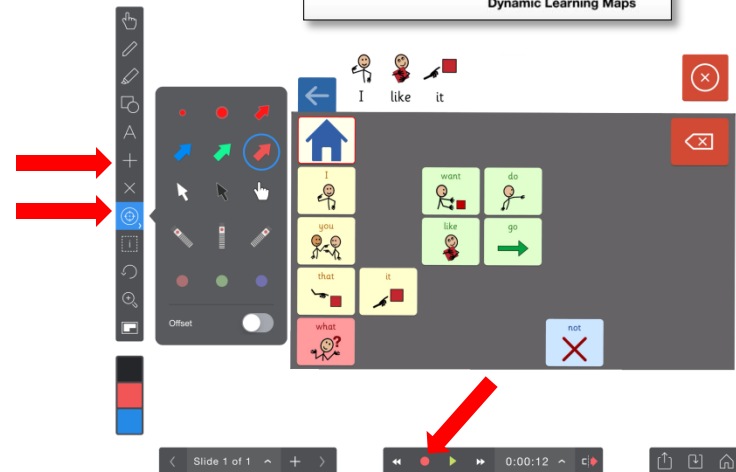 Dynamic Learning Maps
I like it
A
I
want
do
you
like
go
that
it
Offset
what
not
Slide 1 of 1
0:00:12